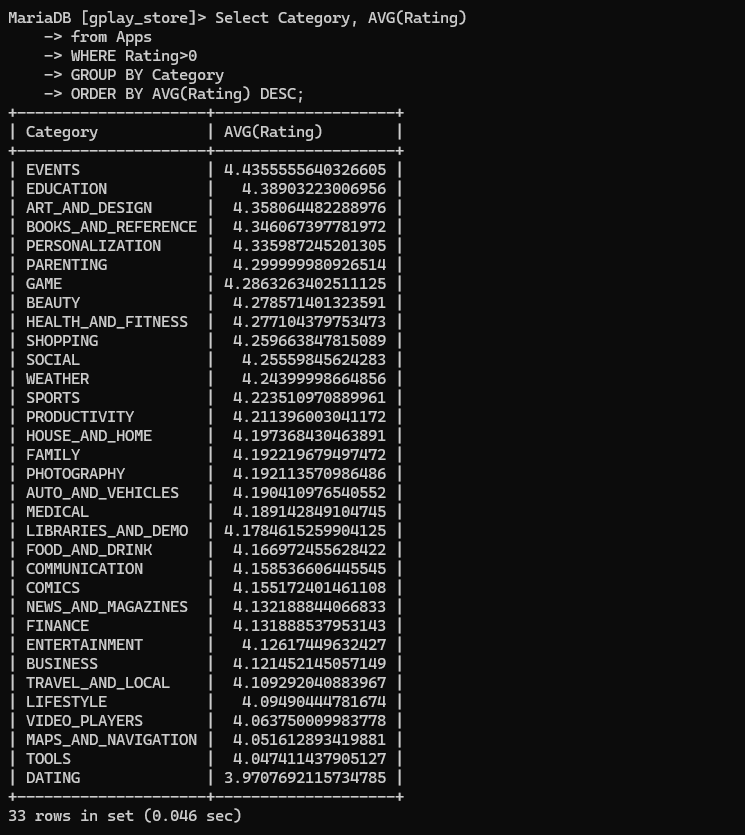 MariaDB [gplay_store]> Select Category, AVG(Rating)
    -> from Apps
    -> WHERE Rating>0
    -> GROUP BY Category
    -> ORDER BY AVG(Rating) DESC;
+---------------------+--------------------+
| Category            | AVG(Rating)        |
+---------------------+--------------------+
| EVENTS              | 4.4355555640326605 |
| EDUCATION           |   4.38903223006956 |
| ART_AND_DESIGN      |  4.358064482288976 |
| BOOKS_AND_REFERENCE |  4.346067397781972 |
| PERSONALIZATION     |  4.335987245201305 |
| PARENTING           |  4.299999980926514 |
| GAME                | 4.2863263402511125 |
| BEAUTY              |  4.278571401323591 |
| HEALTH_AND_FITNESS  |  4.277104379753473 |
| SHOPPING            |  4.259663847815089 |
| SOCIAL              |   4.25559845624283 |
| WEATHER             |   4.24399998664856 |
| SPORTS              |  4.223510970889961 |
| PRODUCTIVITY        |  4.211396003041172 |
| HOUSE_AND_HOME      |  4.197368430463891 |
| FAMILY              |  4.192219679497472 |
| PHOTOGRAPHY         |  4.192113570986486 |
| AUTO_AND_VEHICLES   |  4.190410976540552 |
| MEDICAL             |  4.189142849104745 |
| LIBRARIES_AND_DEMO  | 4.1784615259904125 |
| FOOD_AND_DRINK      |  4.166972455628422 |
| COMMUNICATION       |  4.158536606445545 |
| COMICS              |  4.155172401461108 |
| NEWS_AND_MAGAZINES  |  4.132188844066833 |
| FINANCE             |  4.131888537953143 |
| ENTERTAINMENT       |   4.12617449632427 |
| BUSINESS            |  4.121452145057149 |
| TRAVEL_AND_LOCAL    |  4.109292040883967 |
| LIFESTYLE           |   4.09490444781674 |
| VIDEO_PLAYERS       |  4.063750009983778 |
| MAPS_AND_NAVIGATION |  4.051612893419881 |
| TOOLS               |  4.047411437905127 |
| DATING              | 3.9707692115734785 |
+---------------------+--------------------+
33 rows in set (0.046 sec)